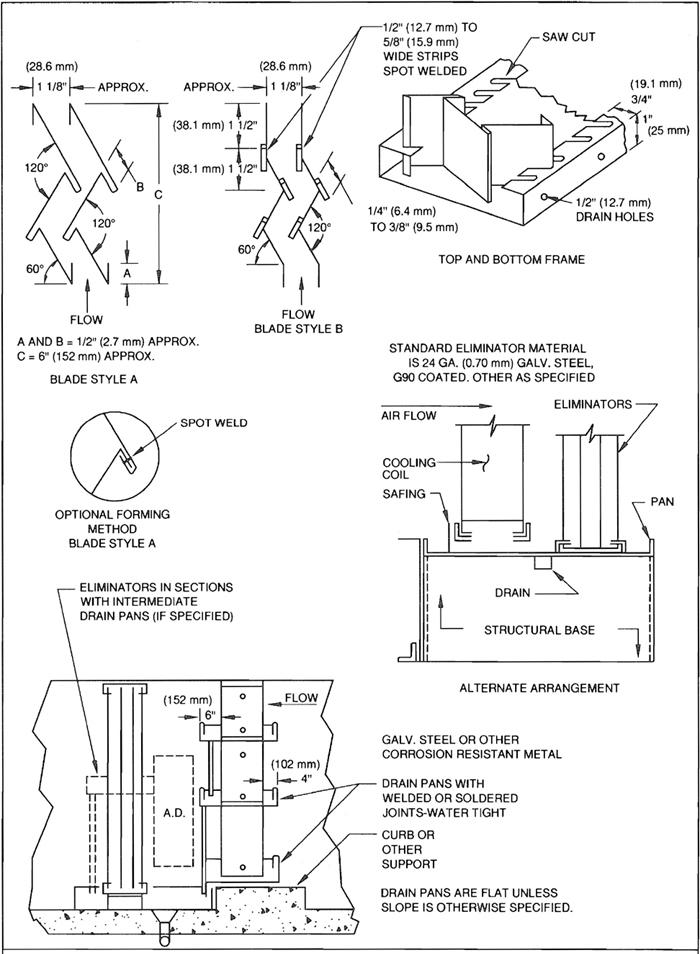 (28.6 mm)
1 1/8" APPROX.
120°
120°
60°
B
C
A
FLOW
A AND B = 1/2" (2.7 mm) APPROX.
C = 6" (152 mm) APPROX.
BLADE STYLE A
APPROX.
(28.6 mm)
1 1/8"
(38.1 mm) 1 1/2"
(38.1 mm) 1 1/2"
120°
60°
FLOW
BLADE STYLE B
1/2" (12.7 mm) TO
5/8" (15.9 mm)
WIDE STRIPS
SPOT WELDED
SAW CUT
(19.1 mm)
3/4"
1"
(25 mm)
1/4" (6.4 mm)
TO 3/8" (9.5 mm)
1/2" (12.7 mm)
DRAIN HOLES
TOP AND BOTTOM FRAME
SPOT WELD
OPTIONAL FORMING
METHOD
BLADE STYLE A
STANDARD ELIMINATOR MATERIAL
IS 24 GA. (0.70 mm) GALV. STEEL,
G90 COATED. OTHER AS SPECIFIED
AIR FLOW
ELIMINATORS
COOLING
COIL
SAFING
PAN
DRAIN
STRUCTURAL BASE
ALTERNATE ARRANGEMENT
ELIMINATORS IN SECTIONS
WITH INTERMEDIATE
DRAIN PANS (IF SPECIFIED)
(152 mm)
6"
FLOW
(102 mm)
4"
A.D.
GALV. STEEL OR OTHER
CORROSION RESISTANT METAL
DRAIN PANS WITH
WELDED OR SOLDERED
JOINTS-WATER TIGHT
CURB OR
OTHER
SUPPORT
DRAIN PANS ARE FLAT UNLESS
SLOPE IS OTHERWISE SPECIFIED.